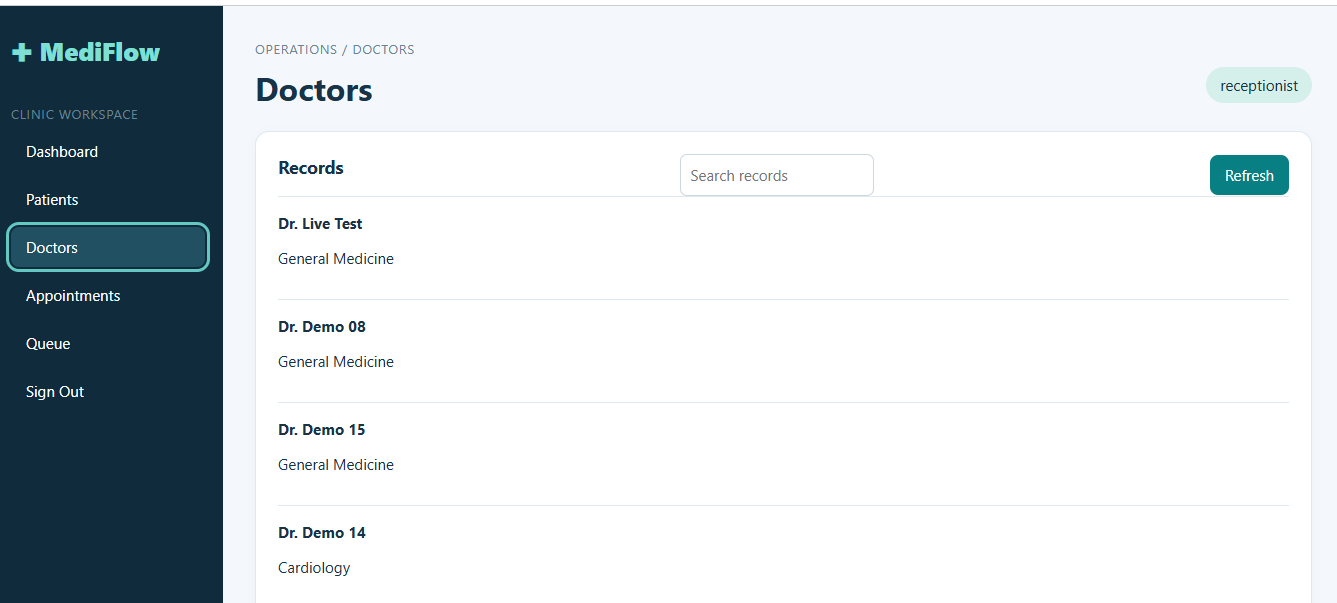 MediFlow
CLINIC WORKSPACE
Dashboard
Patients
Doctors
Appointments
Queue
Sign Out
OPERATIONS / DOCTORS
Doctors
receptionist
Records
Search records
Refresh
Dr. Live Test
General Medicine
Dr. Demo 08
General Medicine
Dr. Demo 15
General Medicine
Dr. Demo 14
Cardiology